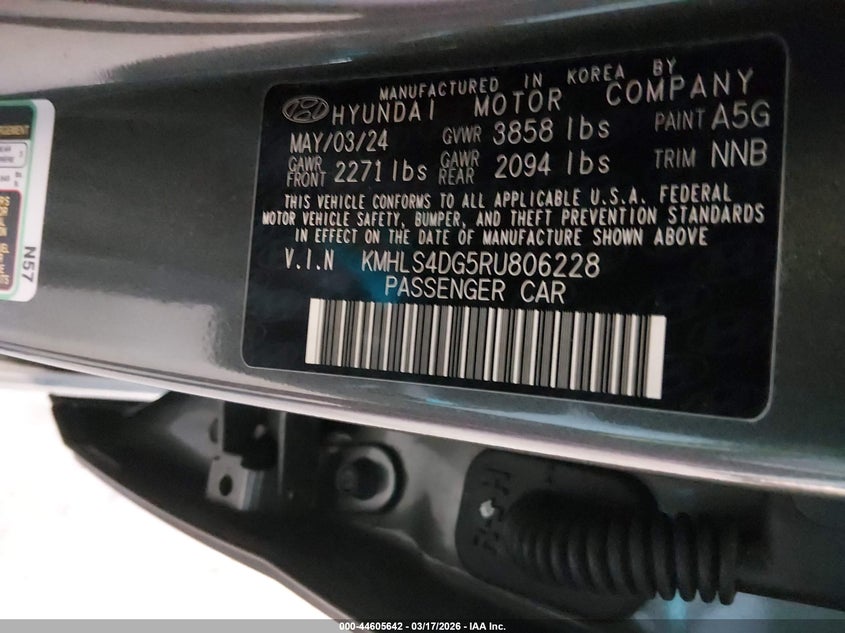 MANUFACTURED IN KOREA BY
HYUNDAI MOTOR COMPANY
MAY/03/24 GVWR 3858 lbs PAINT A5G
GAWR FRONT 2271 lbs GAWR REAR 2094 lbs TRIM NNB
THIS VEHICLE CONFORMS TO ALL APPLICABLE U.S.A. FEDERAL
MOTOR VEHICLE SAFETY, BUMPER, AND THEFT PREVENTION STANDARDS
IN EFFECT ON THE DATE OF MANUFACTURE SHOWN ABOVE
V.I.N KMHLS4DG5RU806228
PASSENGER CAR
N57
000-44605642 - 03/17/2026 - IAA Inc.